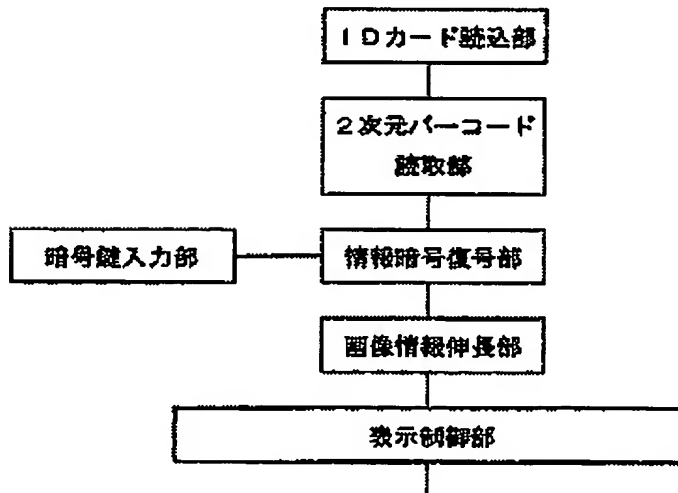 IDカード読込部
2次元バーコード
読取部
暗号鍵入力部
情報暗号復号部
画像情報伸長部
表示制御部